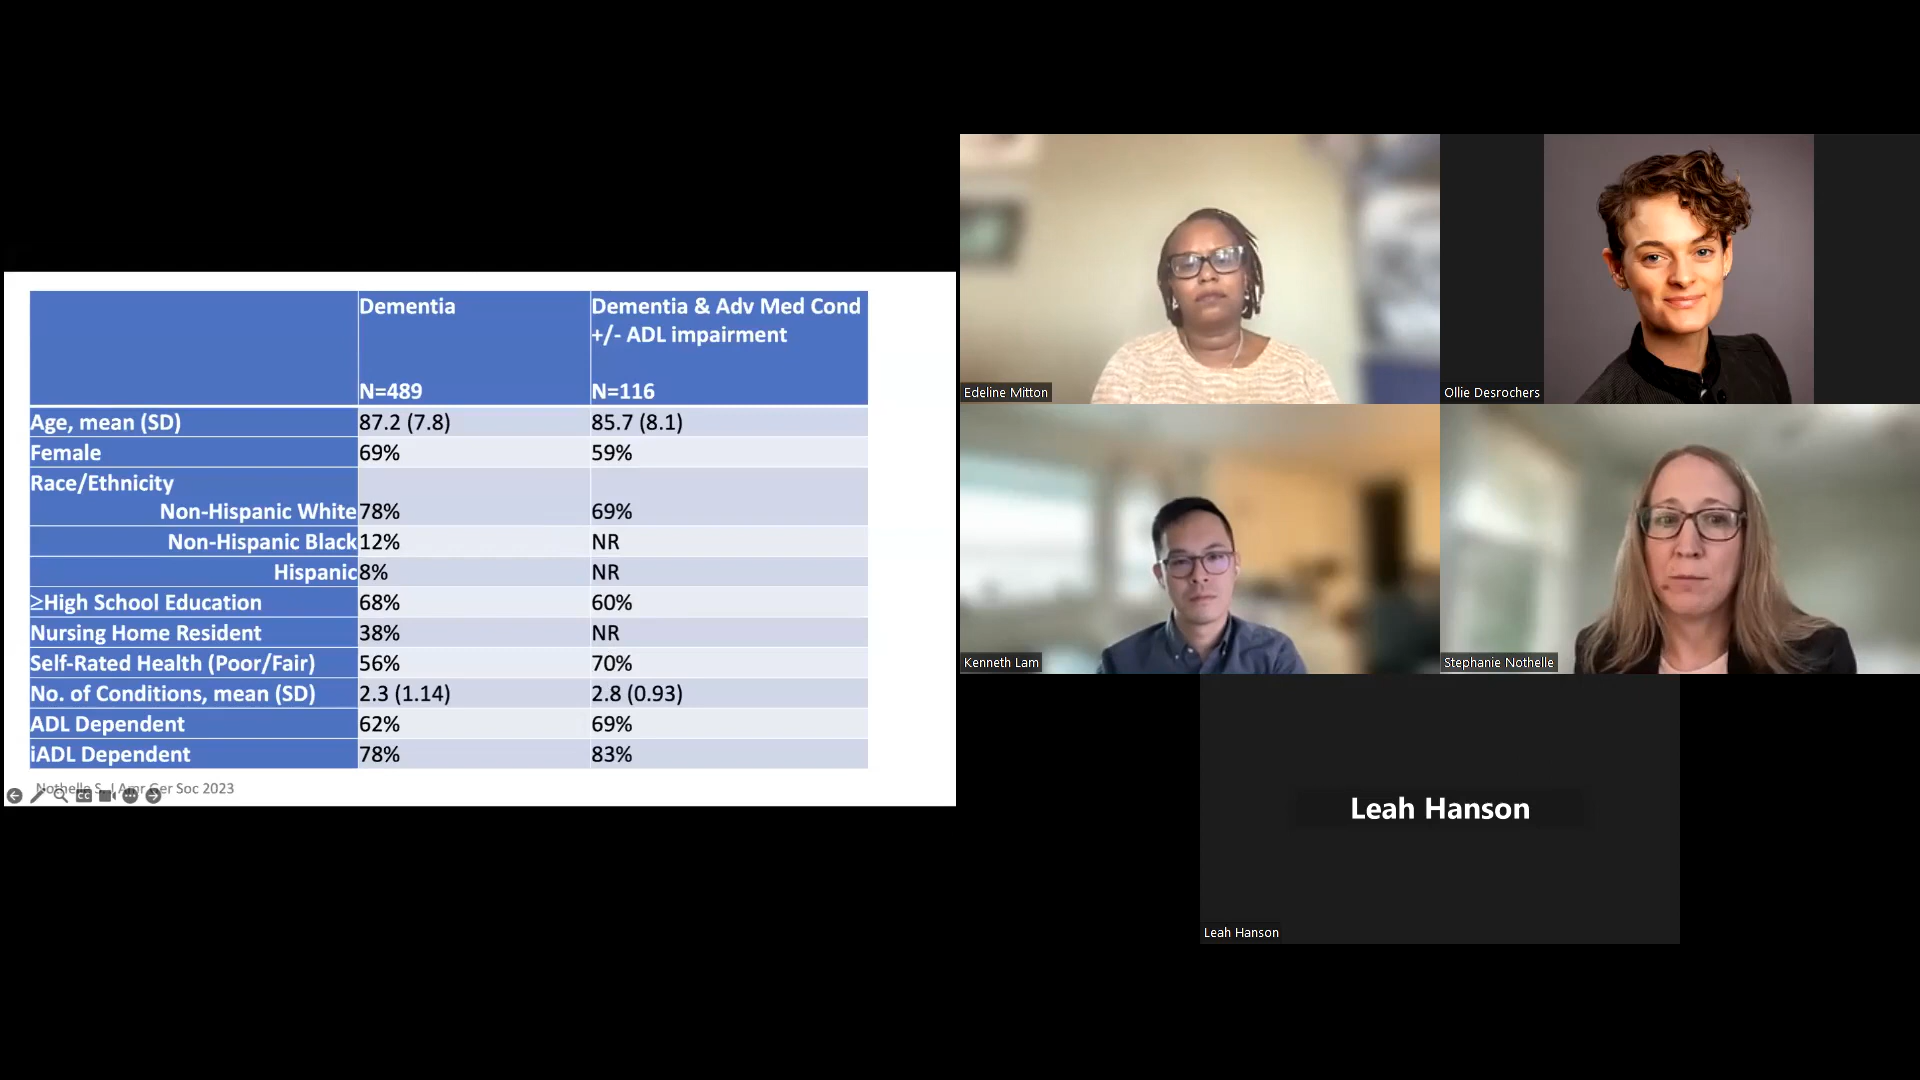 Dementia
N=489
Dementia & Adv Med Cond
+/- ADL impairment
N=116
Age, mean (SD) 87.2 (7.8) 85.7 (8.1)
Female 69% 59%
Race/Ethnicity
Non-Hispanic White 78% 69%
Non-Hispanic Black 12% NR
Hispanic 8% NR
≥High School Education 68% 60%
Nursing Home Resident 38% NR
Self-Rated Health (Poor/Fair) 56% 70%
No. of Conditions, mean (SD) 2.3 (1.14) 2.8 (0.93)
ADL Dependent 62% 69%
iADL Dependent 78% 83%
Nothelle S. J Amr Ger Soc 2023
CC
Edeline Mitton
Ollie Desrochers
Kenneth Lam
Stephanie Nothelle
Leah Hanson
Leah Hanson